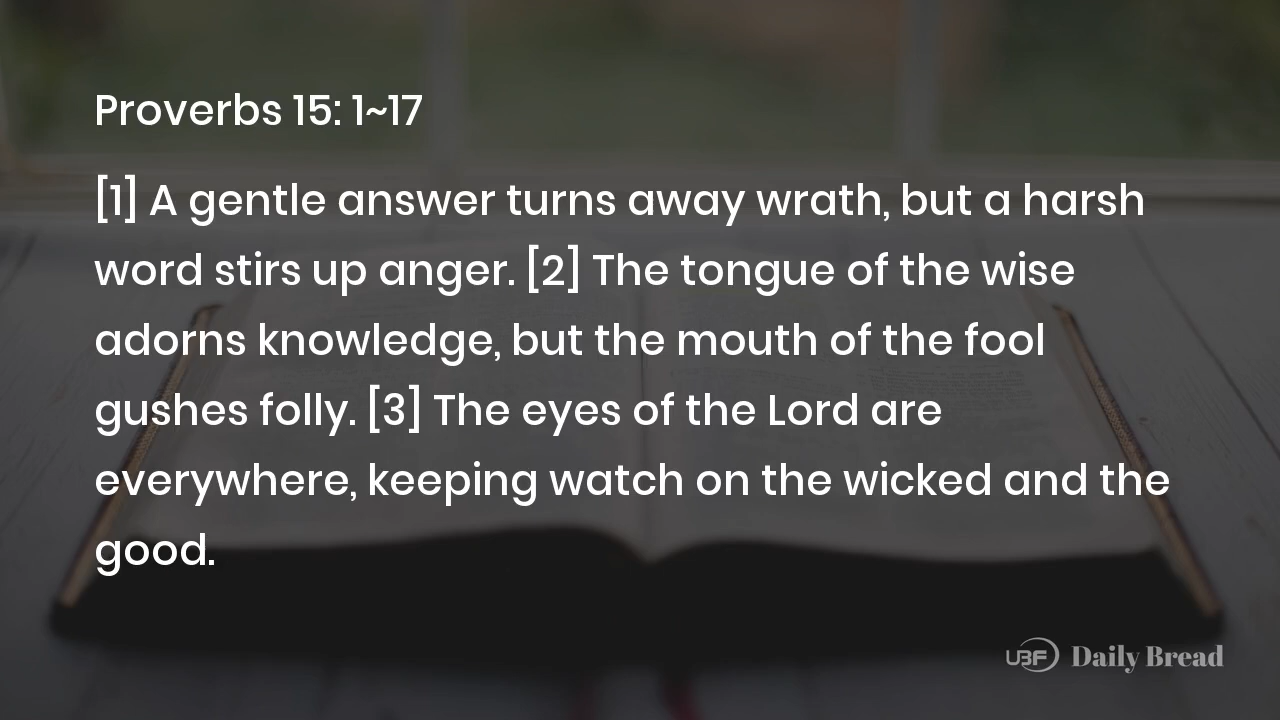 Proverbs 15: 1~17
[1] A gentle answer turns away wrath, but a harsh
word stirs up anger. [2] The tongue of the wise
adorns knowledge, but the mouth of the fool
gushes folly. [3] The eyes of the Lord are
everywhere, keeping watch on the wicked and the
good.
UBF Daily Bread